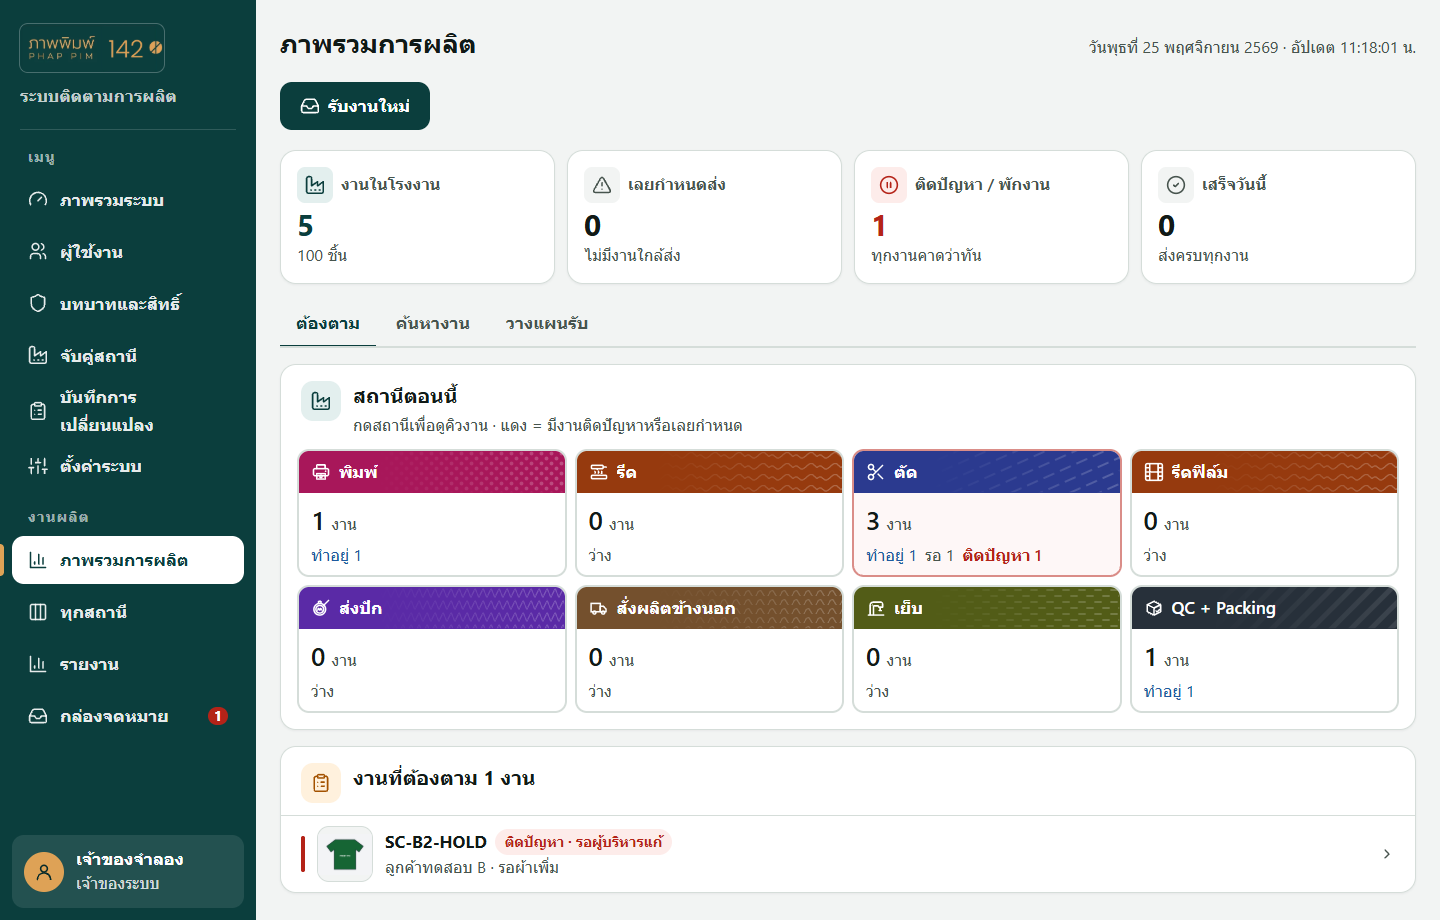 ภาพพิมพ์ 142
PHAP PIM
ระบบติดตามการผลิต
เมนู
ภาพรวมระบบ
ผู้ใช้งาน
บทบาทและสิทธิ์
จับคู่สถานี
บันทึกการ
เปลี่ยนแปลง
ตั้งค่าระบบ
งานผลิต
ภาพรวมการผลิต
ทุกสถานี
รายงาน
กล่องจดหมาย 1
เจ้าของจำลอง
เจ้าของระบบ
ภาพรวมการผลิต
วันพุธที่ 25 พฤศจิกายน 2569 · อัปเดต 11:18:01 น.
รับงานใหม่
งานในโรงงาน
5
100 ชิ้น
เลยกำหนดส่ง
0
ไม่มีงานใกล้ส่ง
ติดปัญหา / พักงาน
1
ทุกงานคาดว่าทัน
เสร็จวันนี้
0
ส่งครบทุกงาน
ต้องตาม ค้นหางาน วางแผนรับ
สถานีตอนนี้
กดสถานีเพื่อดูคิวงาน · แดง = มีงานติดปัญหาหรือเลยกำหนด
พิมพ์
1 งาน
ทำอยู่ 1
รีด
0 งาน
ว่าง
ตัด
3 งาน
ทำอยู่ 1 รอ 1 ติดปัญหา 1
รีดฟิล์ม
0 งาน
ว่าง
ส่งปัก
0 งาน
ว่าง
สั่งผลิตข้างนอก
0 งาน
ว่าง
เย็บ
0 งาน
ว่าง
QC + Packing
1 งาน
ทำอยู่ 1
งานที่ต้องตาม 1 งาน
SC-B2-HOLD ติดปัญหา · รอผู้บริหารแก้
ลูกค้าทดสอบ B · รอผ้าเพิ่ม